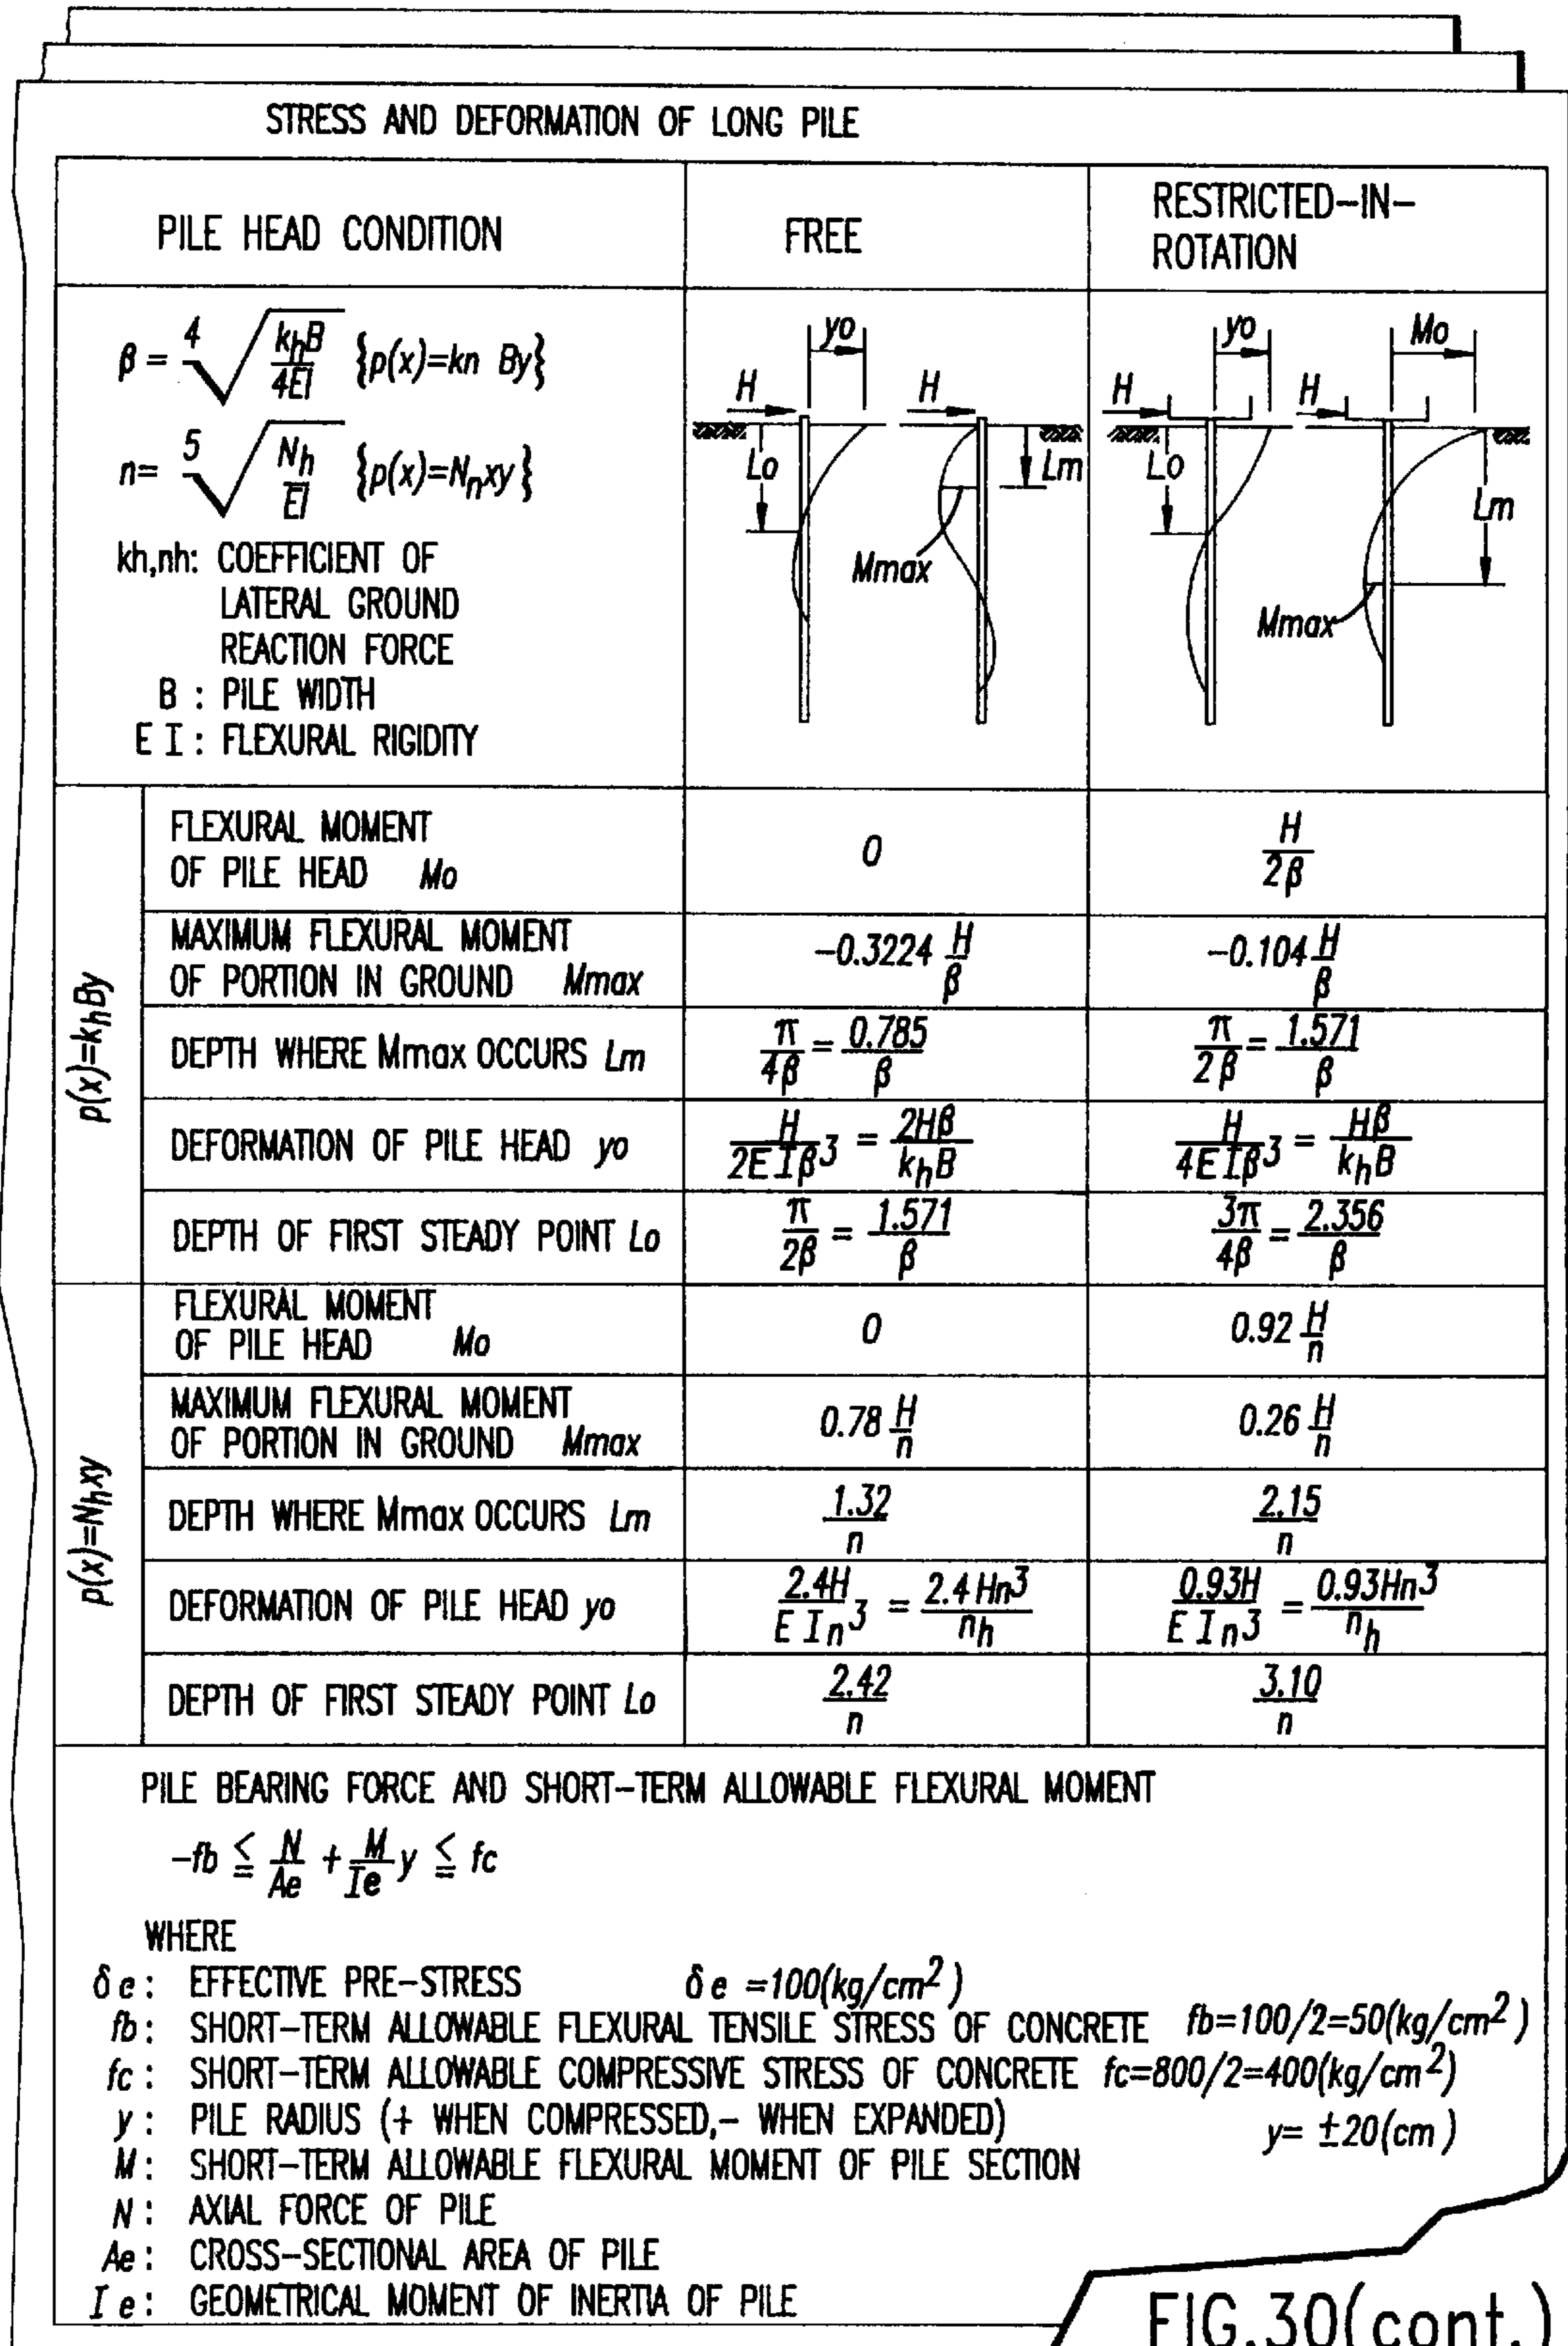 STRESS AND DEFORMATION OF LONG PILE
PILE HEAD CONDITION
FREE
RESTRICTED-IN-
ROTATION
β = 4√(khB/4EI) {p(x)=kn By}
n= 5√(Nh/EI) {p(x)=Nnxy}
kh,nh: COEFFICIENT OF
LATERAL GROUND
REACTION FORCE
B : PILE WIDTH
E I : FLEXURAL RIGIDITY
yo
H
Lo
H
Lm
Mmax
yo
H
Lo
Mo
H
Lm
Mmax
p(x)=khBy
FLEXURAL MOMENT
OF PILE HEAD Mo
0
H/2β
MAXIMUM FLEXURAL MOMENT
OF PORTION IN GROUND Mmax
-0.3224 H/β
-0.104 H/β
DEPTH WHERE Mmax OCCURS Lm
π/4β = 0.785/β
π/2β = 1.571/β
DEFORMATION OF PILE HEAD yo
H/2EIβ³ = 2Hβ/khB
H/4EIβ³ = Hβ/khB
DEPTH OF FIRST STEADY POINT Lo
π/2β = 1.571/β
3π/4β = 2.356/β
p(x)=Nhxy
FLEXURAL MOMENT
OF PILE HEAD Mo
0
0.92 H/n
MAXIMUM FLEXURAL MOMENT
OF PORTION IN GROUND Mmax
0.78 H/n
0.26 H/n
DEPTH WHERE Mmax OCCURS Lm
1.32/n
2.15/n
DEFORMATION OF PILE HEAD yo
2.4H/E In³ = 2.4 Hn³/nh
0.93H/E In³ = 0.93Hn³/nh
DEPTH OF FIRST STEADY POINT Lo
2.42/n
3.10/n
PILE BEARING FORCE AND SHORT-TERM ALLOWABLE FLEXURAL MOMENT
-fb ≦ N/Ae + M/Ie y ≦ fc
WHERE
δe: EFFECTIVE PRE-STRESS δe =100(kg/cm²)
fb: SHORT-TERM ALLOWABLE FLEXURAL TENSILE STRESS OF CONCRETE fb=100/2=50(kg/cm²)
fc: SHORT-TERM ALLOWABLE COMPRESSIVE STRESS OF CONCRETE fc=800/2=400(kg/cm²)
y: PILE RADIUS (+ WHEN COMPRESSED,- WHEN EXPANDED) y= ±20(cm)
M: SHORT-TERM ALLOWABLE FLEXURAL MOMENT OF PILE SECTION
N: AXIAL FORCE OF PILE
Ae: CROSS-SECTIONAL AREA OF PILE
Ie: GEOMETRICAL MOMENT OF INERTIA OF PILE
FIG.30(cont.)